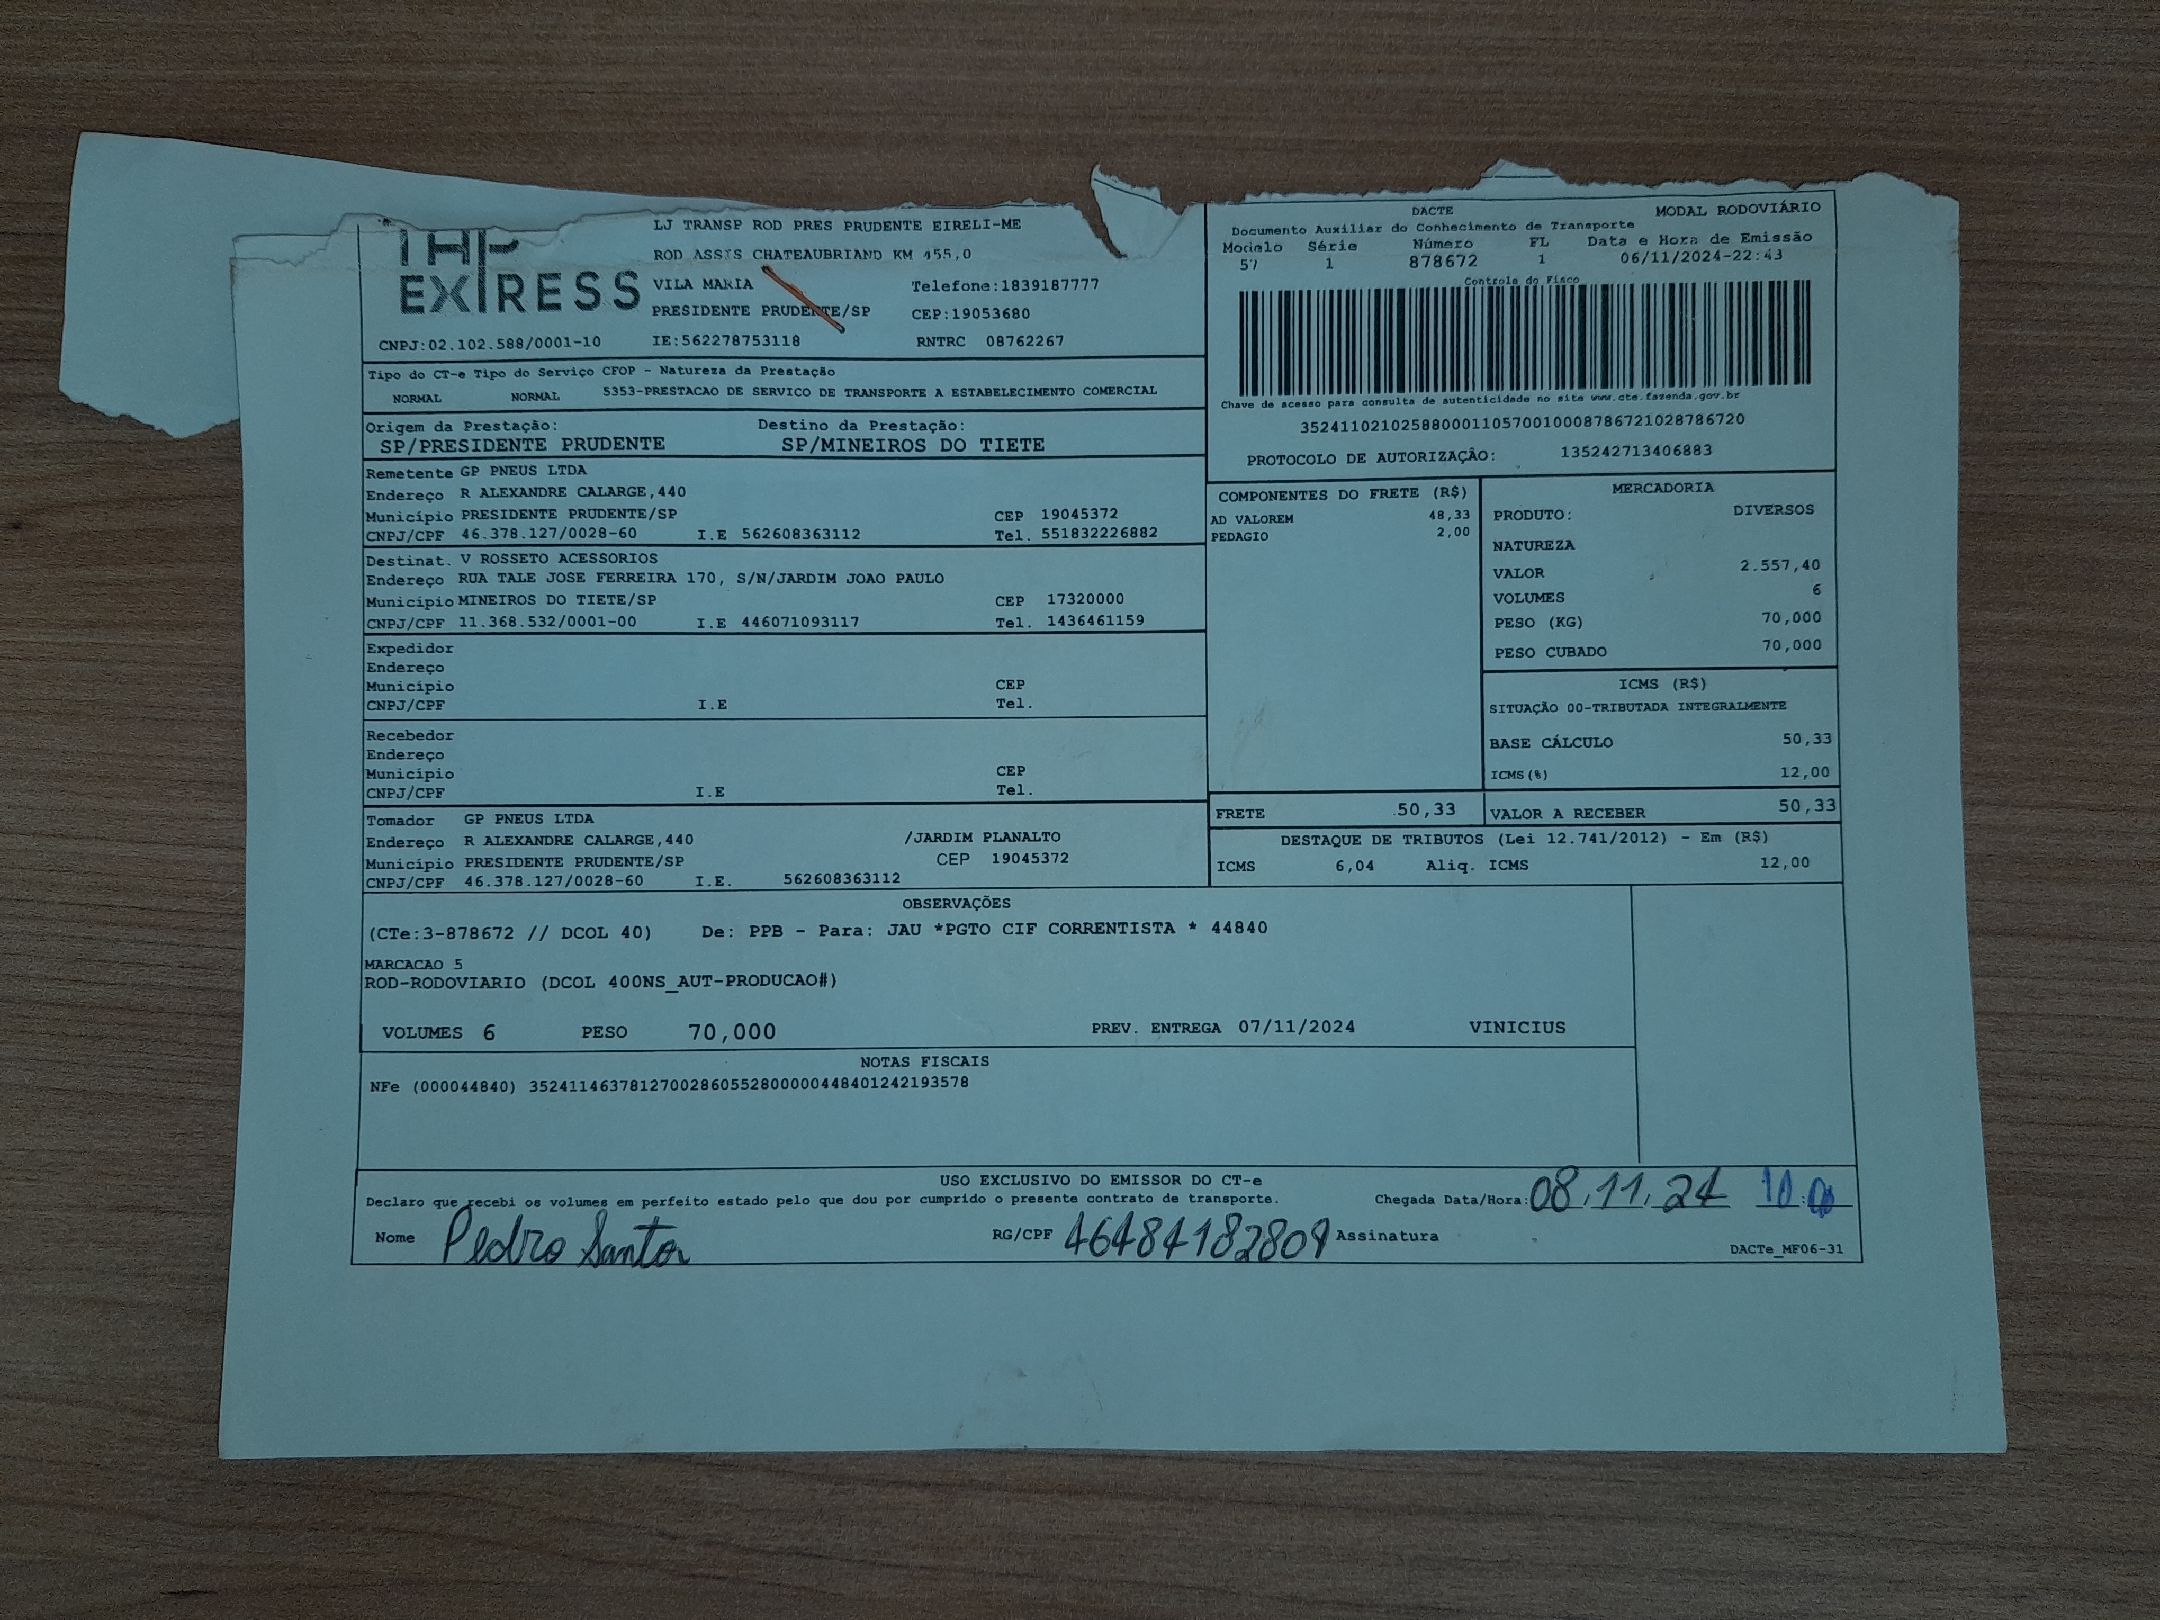 EXPRESS
CNPJ:02.102.588/0001-10
LJ TRANSP ROD PRES PRUDENTE EIRELI-ME
ROD ASSIS CHATEAUBRIAND KM 455,0
VILA MARIA Telefone:1839187777
PRESIDENTE PRUDENTE/SP CEP:19053680
IE:562278753118 RNTRC 08762267
DACTE MODAL RODOVIÁRIO
Documento Auxiliar do Conhecimento de Transporte
Modelo Série Número FL Data e Hora de Emissão
57 1 878672 1 06/11/2024-22:43
Controle do Fisco
Chave de acesso para consulta de autenticidade no site www.cte.fazenda.gov.br
35241102102588000110570010008786721028786720
PROTOCOLO DE AUTORIZAÇÃO: 135242713406883
Tipo do CT-e Tipo do Serviço CFOP - Natureza da Prestação
NORMAL NORMAL 5353-PRESTACAO DE SERVICO DE TRANSPORTE A ESTABELECIMENTO COMERCIAL
Origem da Prestação: Destino da Prestação:
SP/PRESIDENTE PRUDENTE SP/MINEIROS DO TIETE
Remetente GP PNEUS LTDA
Endereço R ALEXANDRE CALARGE,440
Município PRESIDENTE PRUDENTE/SP CEP 19045372
CNPJ/CPF 46.378.127/0028-60 I.E 562608363112 Tel. 551832226882
Destinat. V ROSSETO ACESSORIOS
Endereço RUA TALE JOSE FERREIRA 170, S/N/JARDIM JOAO PAULO
Município MINEIROS DO TIETE/SP CEP 17320000
CNPJ/CPF 11.368.532/0001-00 I.E 446071093117 Tel. 1436461159
Expedidor
Endereço
Município CEP
CNPJ/CPF I.E Tel.
Recebedor
Endereço
Município CEP
CNPJ/CPF I.E Tel.
Tomador GP PNEUS LTDA
Endereço R ALEXANDRE CALARGE,440 /JARDIM PLANALTO
Município PRESIDENTE PRUDENTE/SP CEP 19045372
CNPJ/CPF 46.378.127/0028-60 I.E. 562608363112
COMPONENTES DO FRETE (R$)
AD VALOREM 48,33
PEDAGIO 2,00
MERCADORIA
PRODUTO: DIVERSOS
NATUREZA
VALOR 2.557,40
VOLUMES 6
PESO (KG) 70,000
PESO CUBADO 70,000
ICMS (R$)
SITUAÇÃO 00-TRIBUTADA INTEGRALMENTE
BASE CÁLCULO 50,33
ICMS(%) 12,00
FRETE 50,33 VALOR A RECEBER 50,33
DESTAQUE DE TRIBUTOS (Lei 12.741/2012) - Em (R$)
ICMS 6,04 Aliq. ICMS 12,00
OBSERVAÇÕES
(CTe:3-878672 // DCOL 40) De: PPB - Para: JAU *PGTO CIF CORRENTISTA * 44840
MARCACAO 5
ROD-RODOVIARIO (DCOL 400NS_AUT-PRODUCAO#)
VOLUMES 6 PESO 70,000 PREV. ENTREGA 07/11/2024 VINICIUS
NOTAS FISCAIS
NFe (000044840) 35241146378127002860552800000448401242193578
USO EXCLUSIVO DO EMISSOR DO CT-e
Declaro que recebi os volumes em perfeito estado pelo que dou por cumprido o presente contrato de transporte. Chegada Data/Hora: 08.11.24 10:00
Nome Pedro Santos RG/CPF 46484182809 Assinatura
DACTe_MF06-31